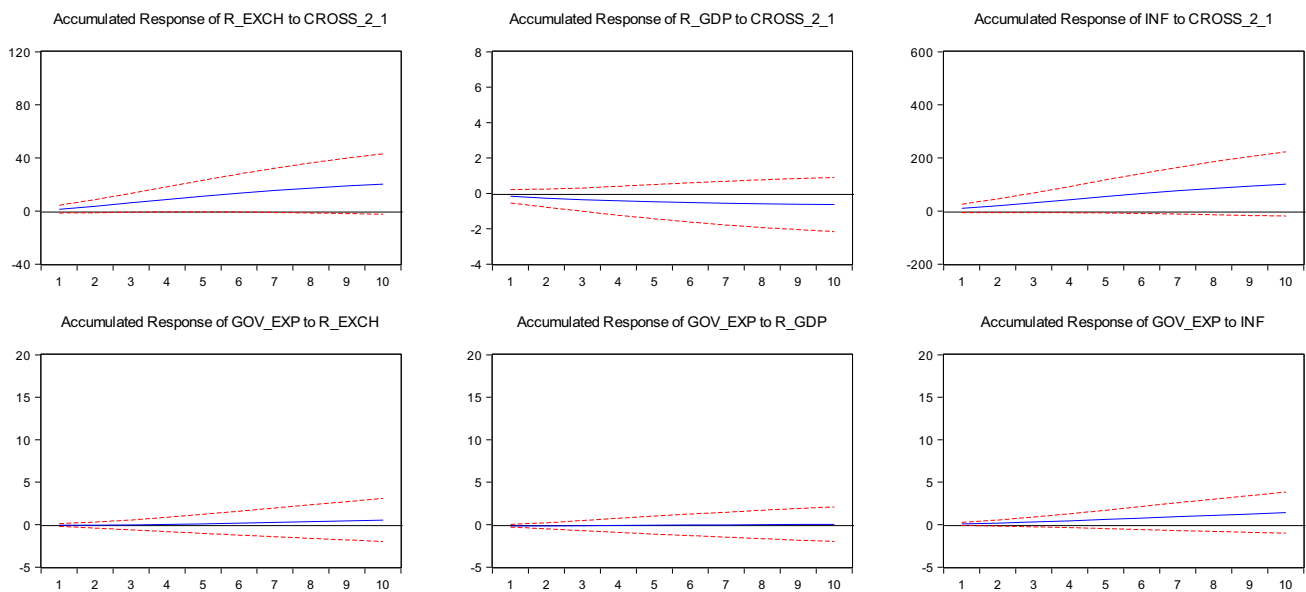 Accumulated Response of R_EXCH to CROSS_2_1
Accumulated Response of R_GDP to CROSS_2_1
Accumulated Response of INF to CROSS_2_1
120
80
40
0
-40
1 2 3 4 5 6 7 8 9 10
8
6
4
2
0
-2
-4
1 2 3 4 5 6 7 8 9 10
600
400
200
0
-200
1 2 3 4 5 6 7 8 9 10
Accumulated Response of GOV_EXP to R_EXCH
Accumulated Response of GOV_EXP to R_GDP
Accumulated Response of GOV_EXP to INF
20
15
10
5
0
-5
1 2 3 4 5 6 7 8 9 10
20
15
10
5
0
-5
1 2 3 4 5 6 7 8 9 10
20
15
10
5
0
-5
1 2 3 4 5 6 7 8 9 10